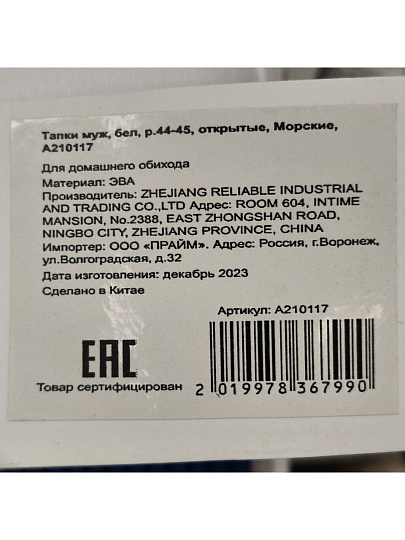 Тапки муж, бел, р.44-45, открытые, Морские,
А210117
Для домашнего обихода
Материал: ЭВА
Производитель: ZHEJIANG RELIABLE INDUSTRIAL
AND TRADING CO.,LTD Адрес: ROOM 604, INTIME
MANSION, No.2388, EAST ZHONGSHAN ROAD,
NINGBO CITY, ZHEJIANG PROVINCE, CHINA
Импортер: ООО «ПРАЙМ». Адрес: Россия, г.Воронеж,
ул.Волгоградская, д.32
Дата изготовления: декабрь 2023
Сделано в Китае
Артикул: А210117
EAC
Товар сертифицирован
2 019978 367990